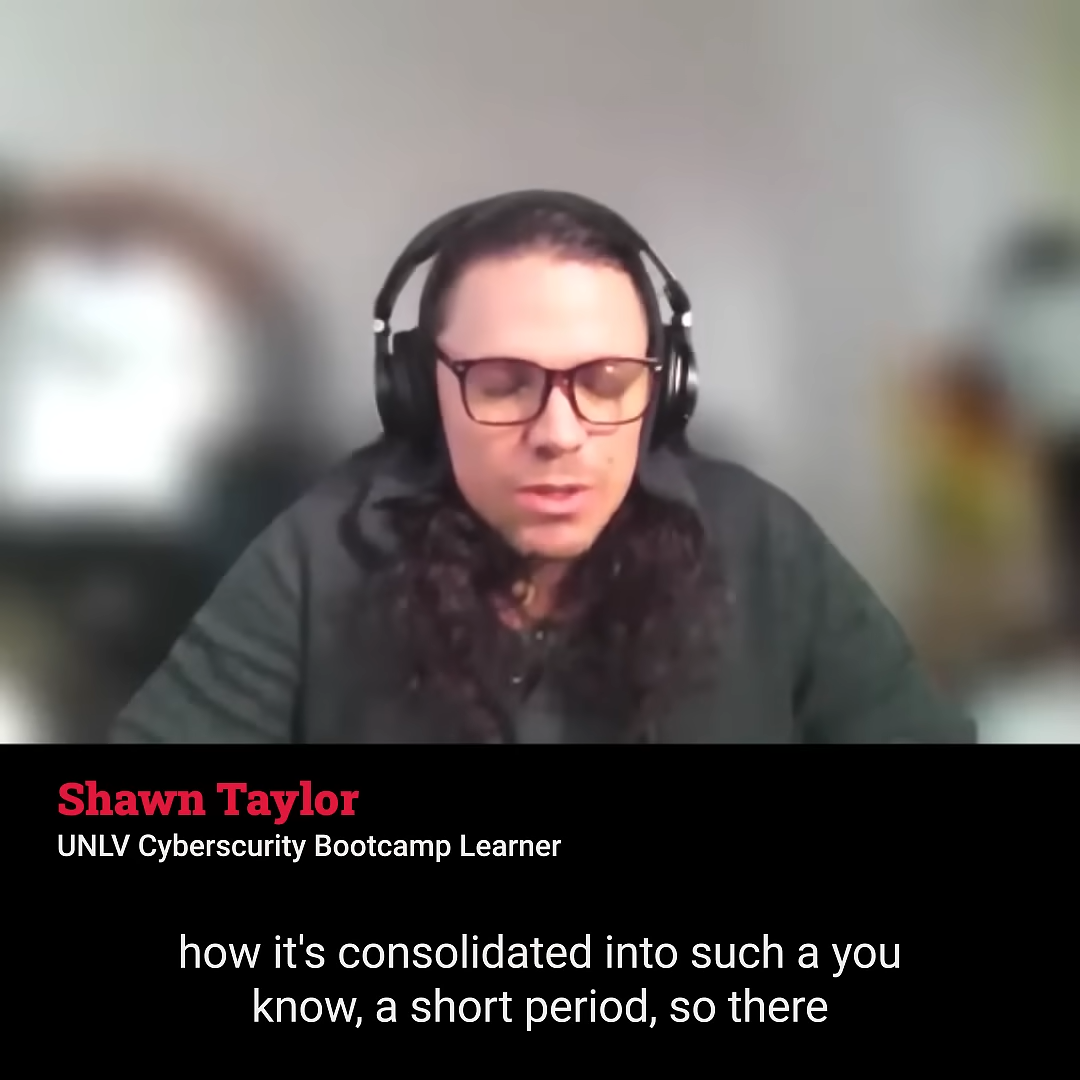 Shawn Taylor
UNLV Cyberscurity Bootcamp Learner
how it's consolidated into such a you
know, a short period, so there